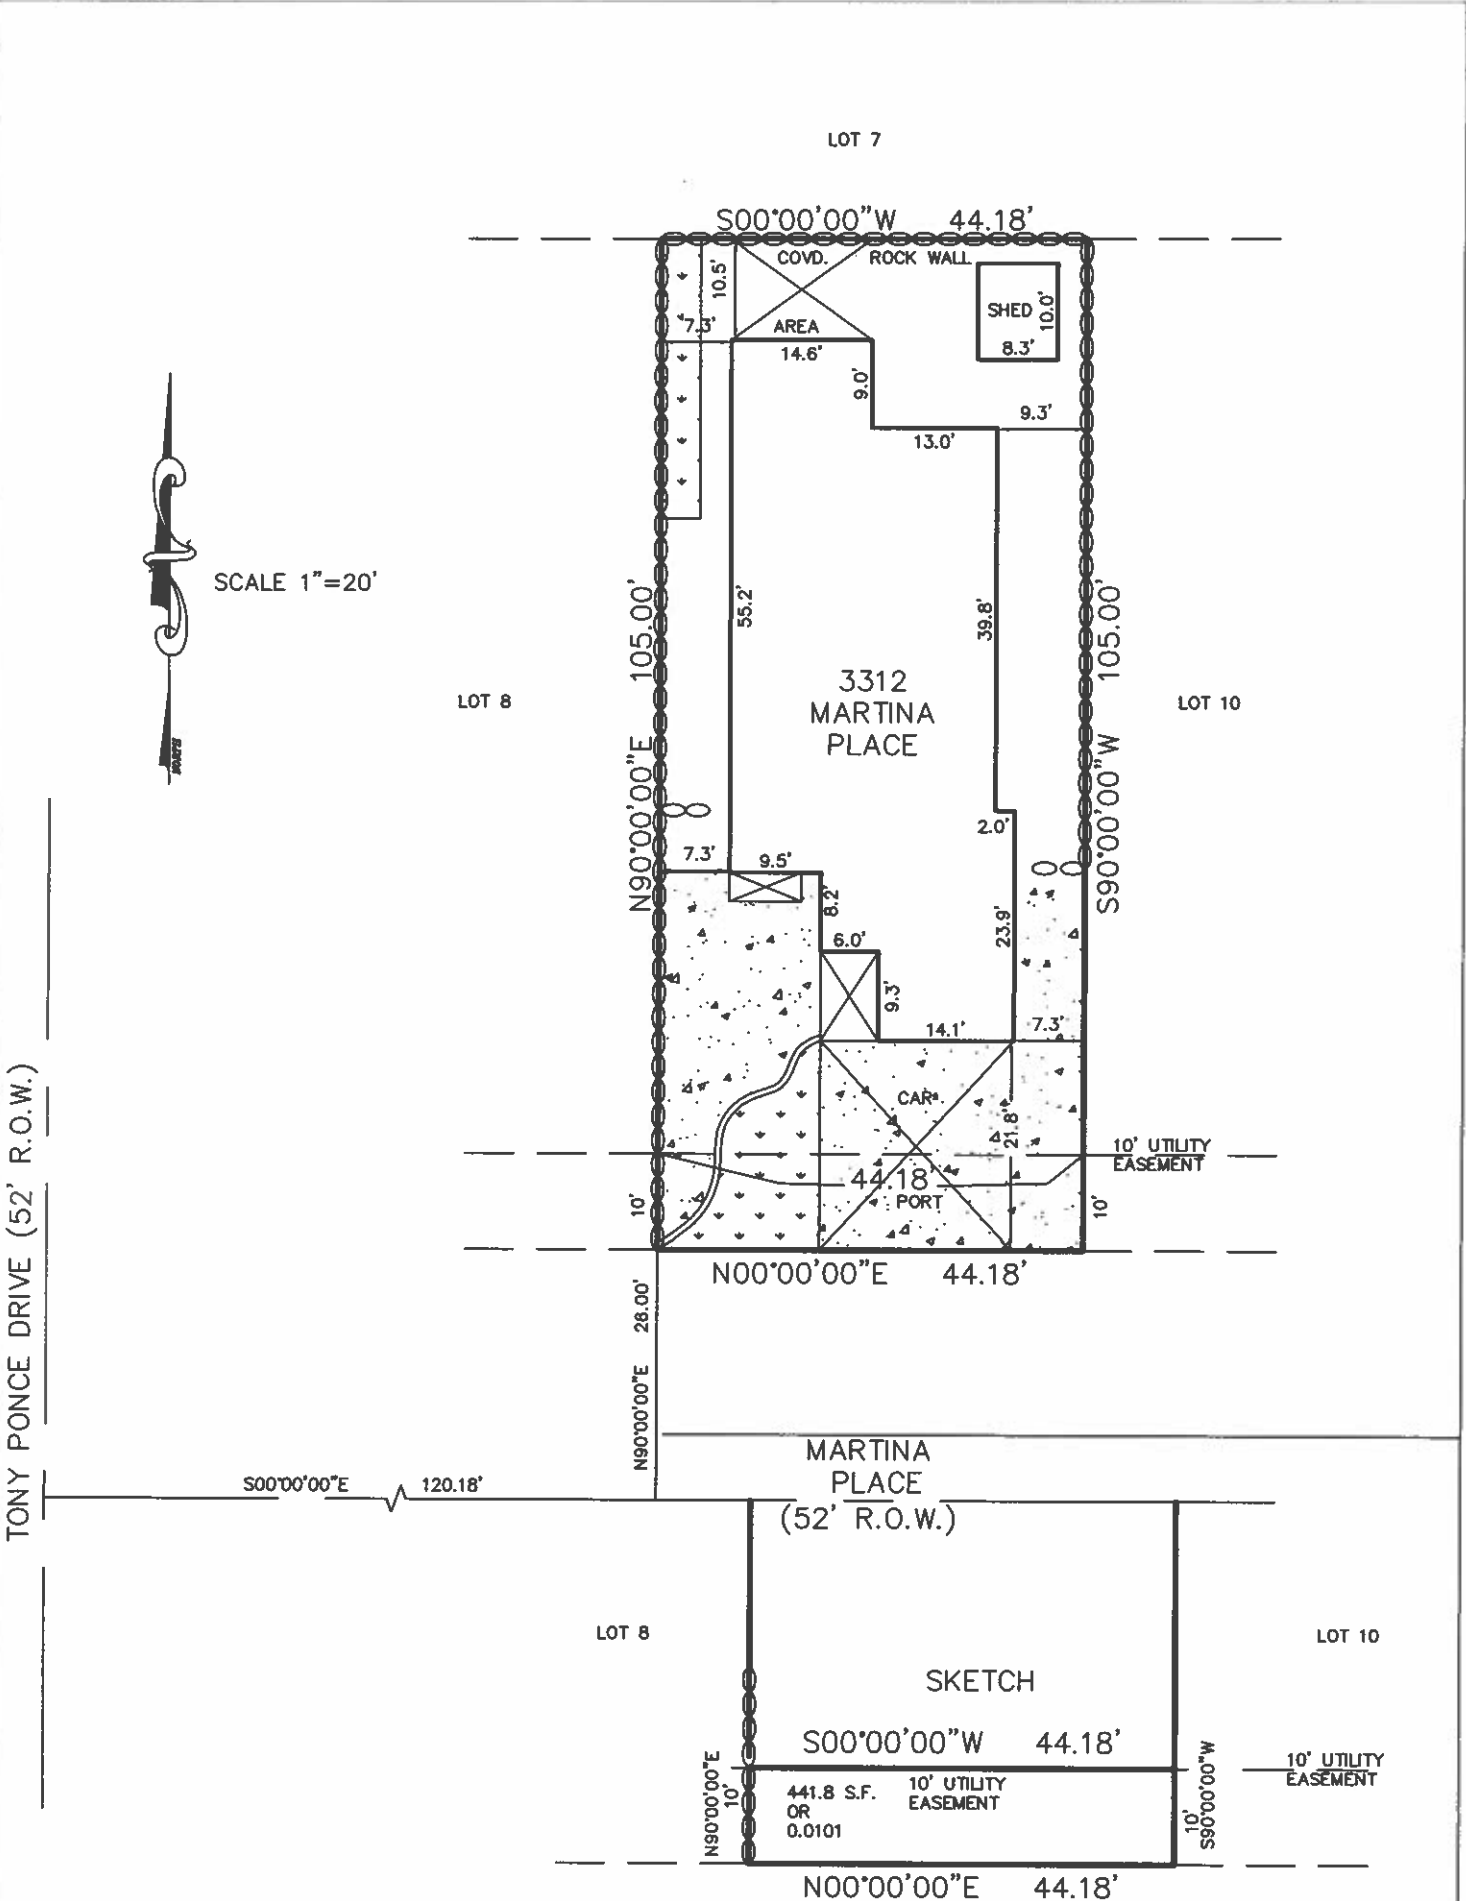 LOT 7
S00°00'00"W 44.18'
COVD. ROCK WALL
10.5'
SHED 10.0'
7.3' AREA
14.6'
8.3'
9.0'
9.3'
13.0'
SCALE 1"=20'
55.2'
39.8'
N90°00'00"E 105.00'
S90°00'00"W 105.00'
LOT 8
3312
MARTINA
PLACE
LOT 10
NORTH
2.0'
7.3' 9.5'
8.2'
23.9'
6.0'
9.3'
14.1' 7.3'
CAR
21.8'
10' UTILITY
EASEMENT
44.18'
PORT
10'
10'
N00°00'00"E 44.18'
TONY PONCE DRIVE (52' R.O.W.)
N90°00'00"E 26.00'
MARTINA
PLACE
(52' R.O.W.)
S00°00'00"E 120.18'
LOT 8
LOT 10
SKETCH
S00°00'00"W 44.18'
N90°00'00"E
10'
441.8 S.F.
OR
0.0101
10' UTILITY
EASEMENT
10'
S90°00'00"W
10' UTILITY
EASEMENT
N00°00'00"E 44.18'